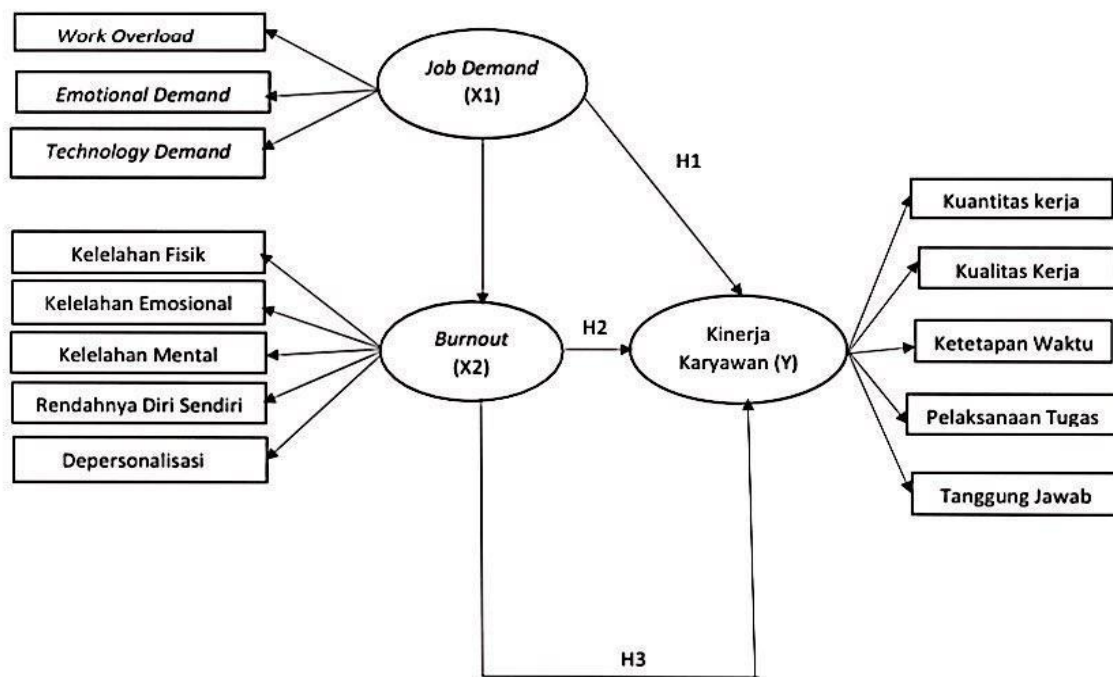 Work Overload
Emotional Demand
Technology Demand
Job Demand
(X1)
H1
Kelelahan Fisik
Kelelahan Emosional
Kelelahan Mental
Rendahnya Diri Sendiri
Depersonalisasi
Burnout
(X2)
H2
Kinerja
Karyawan (Y)
Kuantitas kerja
Kualitas Kerja
Ketetapan Waktu
Pelaksanaan Tugas
Tanggung Jawab
H3